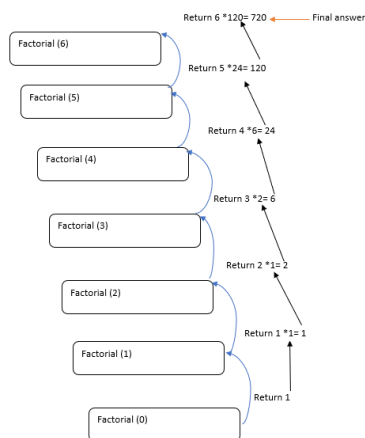 Return 6 *120= 720
Final answer
Factorial (6)
Return 5 *24= 120
Factorial (5)
Return 4 *6= 24
Factorial (4)
Return 3 *2= 6
Factorial (3)
Return 2 *1= 2
Factorial (2)
Return 1 *1= 1
Factorial (1)
Return 1
Factorial (0)